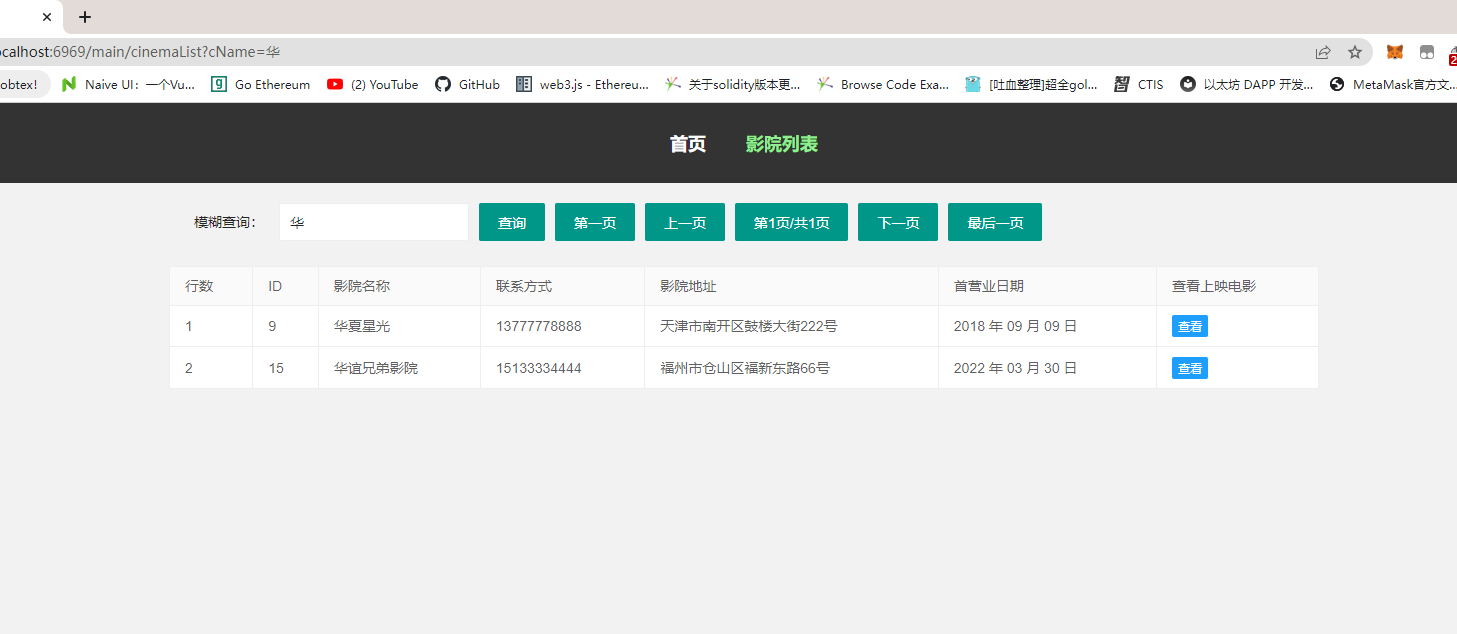 ocalhost:6969/main/cinemaList?cName=华
obtex! Naive UI：一个Vu... Go Ethereum (2) YouTube GitHub web3.js - Ethereu... 关于solidity版本更... Browse Code Exa... [吐血整理]超全gol... CTIS 以太坊 DAPP 开发... MetaMask官方文...
首页 影院列表
模糊查询： 华 查询 第一页 上一页 第1页/共1页 下一页 最后一页
行数 ID 影院名称 联系方式 影院地址 首营业日期 查看上映电影
1 9 华夏星光 13777778888 天津市南开区鼓楼大街222号 2018 年 09 月 09 日 查看
2 15 华谊兄弟影院 15133334444 福州市仓山区福新东路66号 2022 年 03 月 30 日 查看